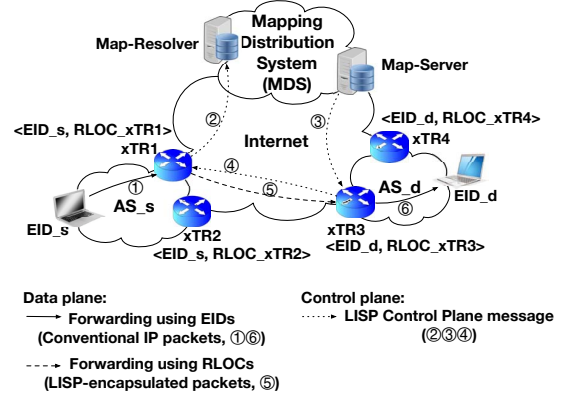 Mapping
Distribution
System
(MDS)
Map-Resolver
Map-Server
②
③
<EID_s, RLOC_xTR1>
xTR1
Internet
<EID_d, RLOC_xTR4>
xTR4
④
①
⑤
AS_s
AS_d
⑥
EID_s
EID_d
xTR2
<EID_s, RLOC_xTR2>
xTR3
<EID_d, RLOC_xTR3>
Data plane:
Forwarding using EIDs
(Conventional IP packets, ①⑥)
Forwarding using RLOCs
(LISP-encapsulated packets, ⑤)
Control plane:
LISP Control Plane message
(②③④)